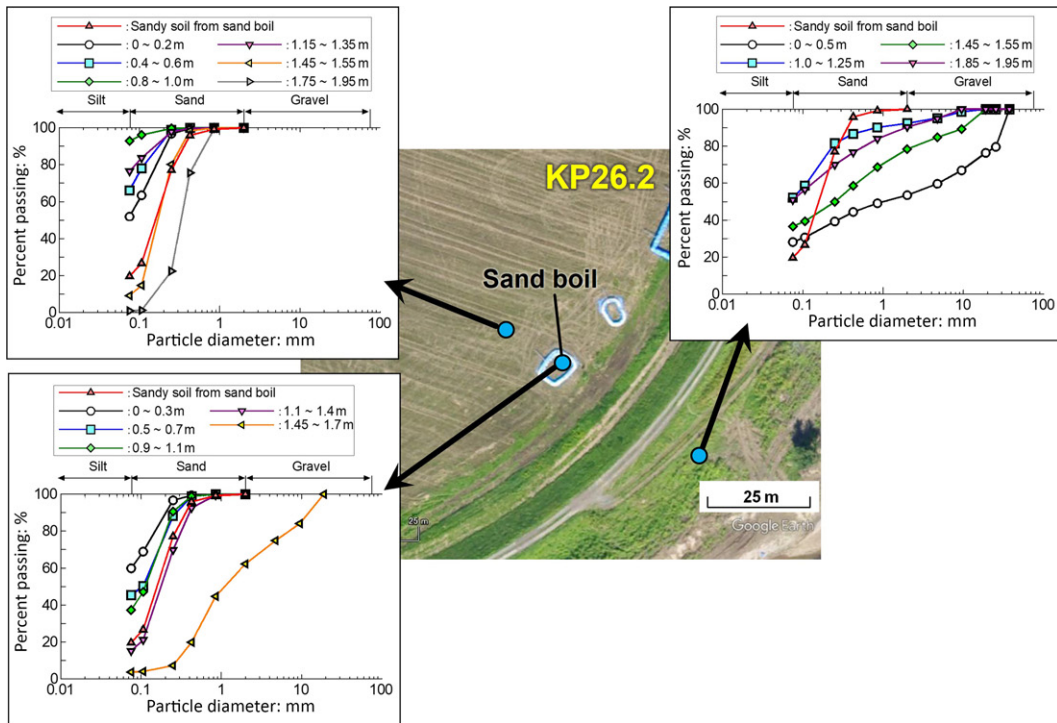 : Sandy soil from sand boil
: 0 ~ 0.2 m
: 1.15 ~ 1.35 m
: 0.4 ~ 0.6 m
: 1.45 ~ 1.55 m
: 0.8 ~ 1.0 m
: 1.75 ~ 1.95 m
Silt Sand Gravel
100
80
60
40
20
0
Percent passing: %
0.01 0.1 1 10 100
Particle diameter: mm
: Sandy soil from sand boil
: 0 ~ 0.5 m
: 1.45 ~ 1.55 m
: 1.0 ~ 1.25 m
: 1.85 ~ 1.95 m
Silt Sand Gravel
100
80
60
40
20
0
Percent passing: %
0.01 0.1 1 10 100
Particle diameter: mm
KP26.2
Sand boil
: Sandy soil from sand boil
: 0 ~ 0.3 m
: 1.1 ~ 1.4 m
: 0.5 ~ 0.7 m
: 1.45 ~ 1.7 m
: 0.9 ~ 1.1 m
Silt Sand Gravel
100
80
60
40
20
0
Percent passing: %
0.01 0.1 1 10 100
Particle diameter: mm
25 m
25 m
Google Earth